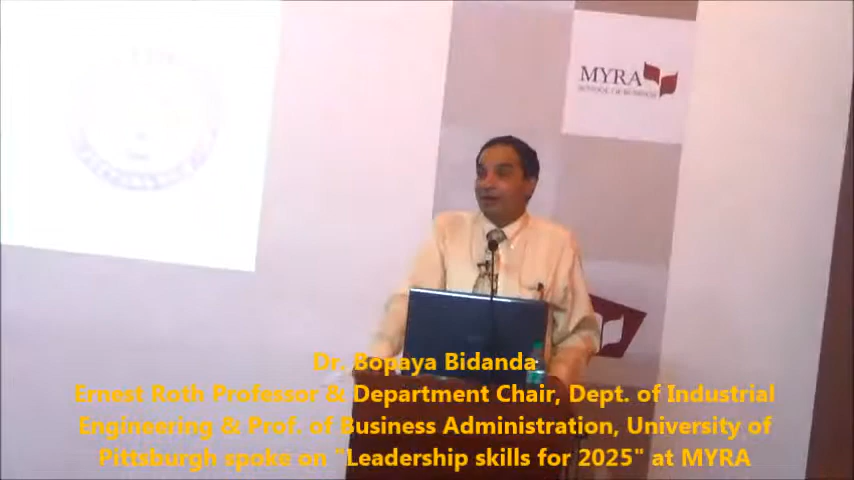 MYRA
SCHOOL OF BUSINESS
Dr. Bopaya Bidanda
Ernest Roth Professor & Department Chair, Dept. of Industrial
Engineering & Prof. of Business Administration, University of
Pittsburgh spoke on "Leadership skills for 2025" at MYRA